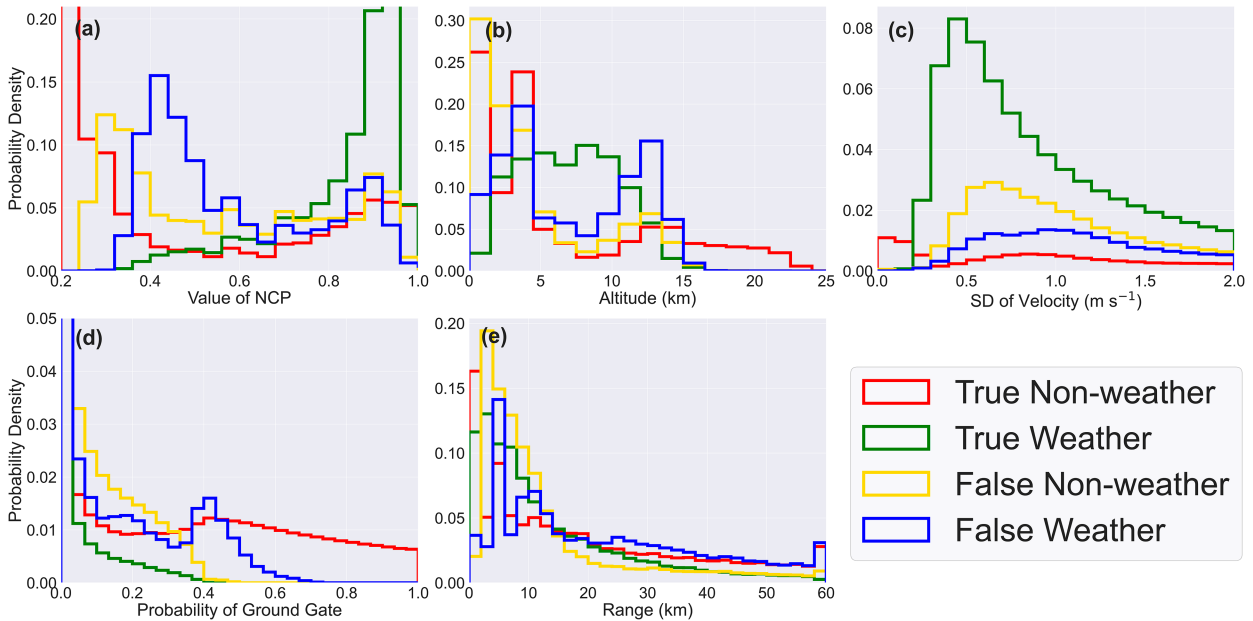 (a)
Probability Density
0.20
0.15
0.10
0.05
0.00
0.2 0.4 0.6 0.8 1.0
Value of NCP
(b)
0.30
0.25
0.20
0.15
0.10
0.05
0.00
0 5 10 15 20 25
Altitude (km)
(c)
0.08
0.06
0.04
0.02
0.00
0.5 1.0 1.5 2.0
SD of Velocity (m s⁻¹)
(d)
Probability Density
0.05
0.04
0.03
0.02
0.01
0.00
0.0 0.2 0.4 0.6 0.8 1.0
Probability of Ground Gate
(e)
0.20
0.15
0.10
0.05
0.00
0 10 20 30 40 50 60
Range (km)
True Non-weather
True Weather
False Non-weather
False Weather